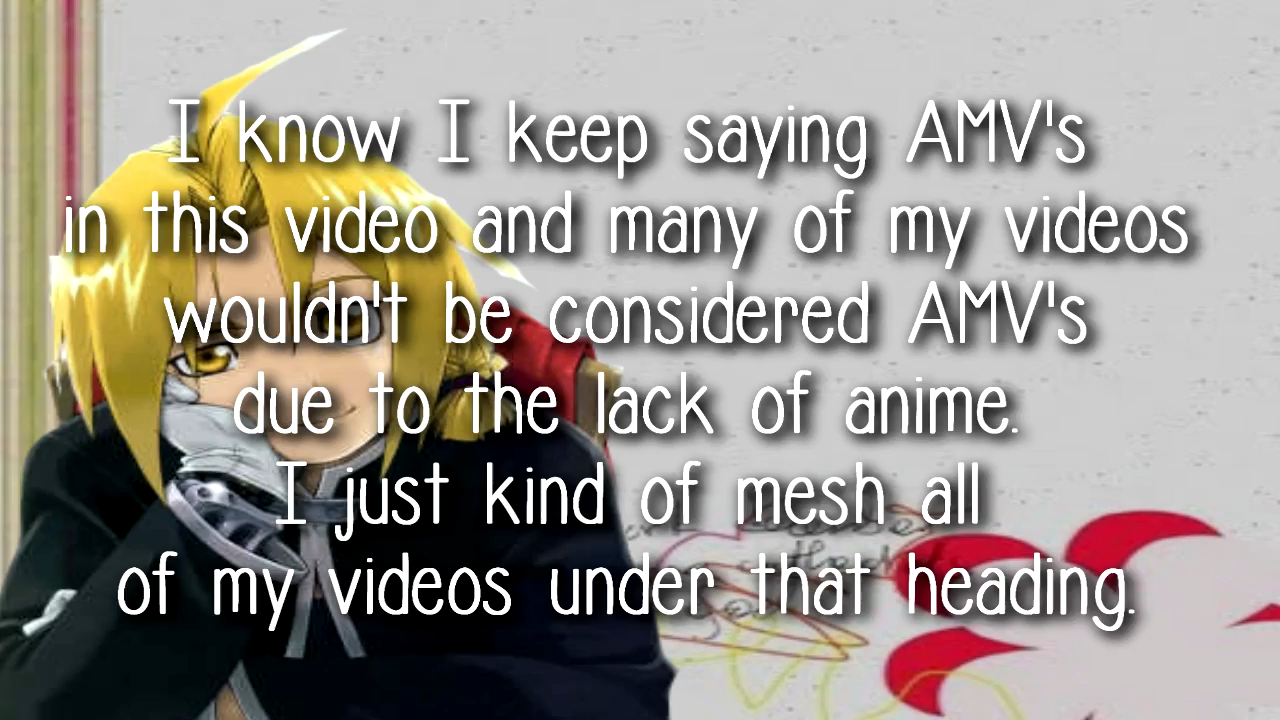 I know I keep saying AMV's
in this video and many of my videos
wouldn't be considered AMV's
due to the lack of anime.
I just kind of mesh all
of my videos under that heading.